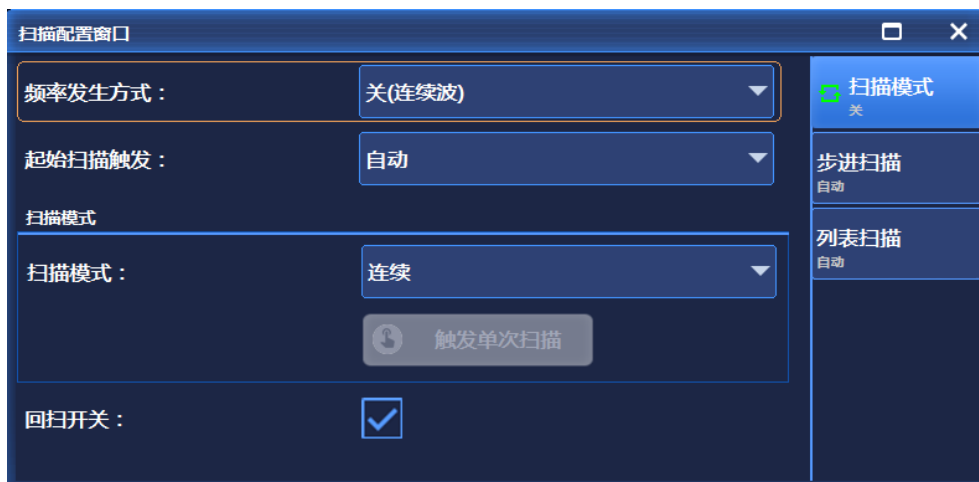 扫描配置窗口
频率发生方式：
关(连续波)
起始扫描触发：
自动
扫描模式
扫描模式：
连续
触发单次扫描
回扫开关：
扫描模式
关
步进扫描
自动
列表扫描
自动